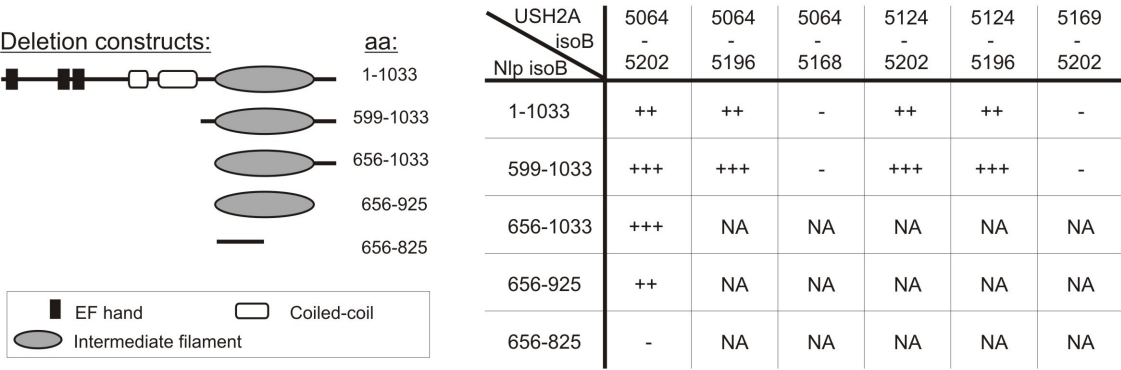 Deletion constructs: aa:
1-1033
599-1033
656-1033
656-925
656-825
EF hand Coiled-coil
Intermediate filament
USH2A isoB 5064 - 5202 5064 - 5196 5064 - 5168 5124 - 5202 5124 - 5196 5169 - 5202
Nlp isoB
1-1033 ++ ++ - ++ ++ -
599-1033 +++ +++ - +++ +++ -
656-1033 +++ NA NA NA NA NA
656-925 ++ NA NA NA NA NA
656-825 - NA NA NA NA NA